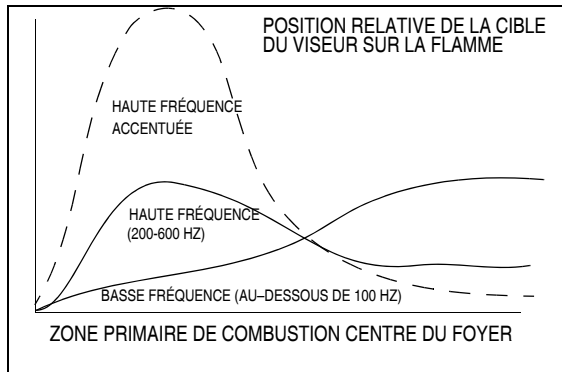 POSITION RELATIVE DE LA CIBLE
DU VISEUR SUR LA FLAMME
HAUTE FRÉQUENCE
ACCENTUÉE
HAUTE FRÉQUENCE
(200-600 HZ)
BASSE FRÉQUENCE (AU–DESSOUS DE 100 HZ)
ZONE PRIMAIRE DE COMBUSTION CENTRE DU FOYER